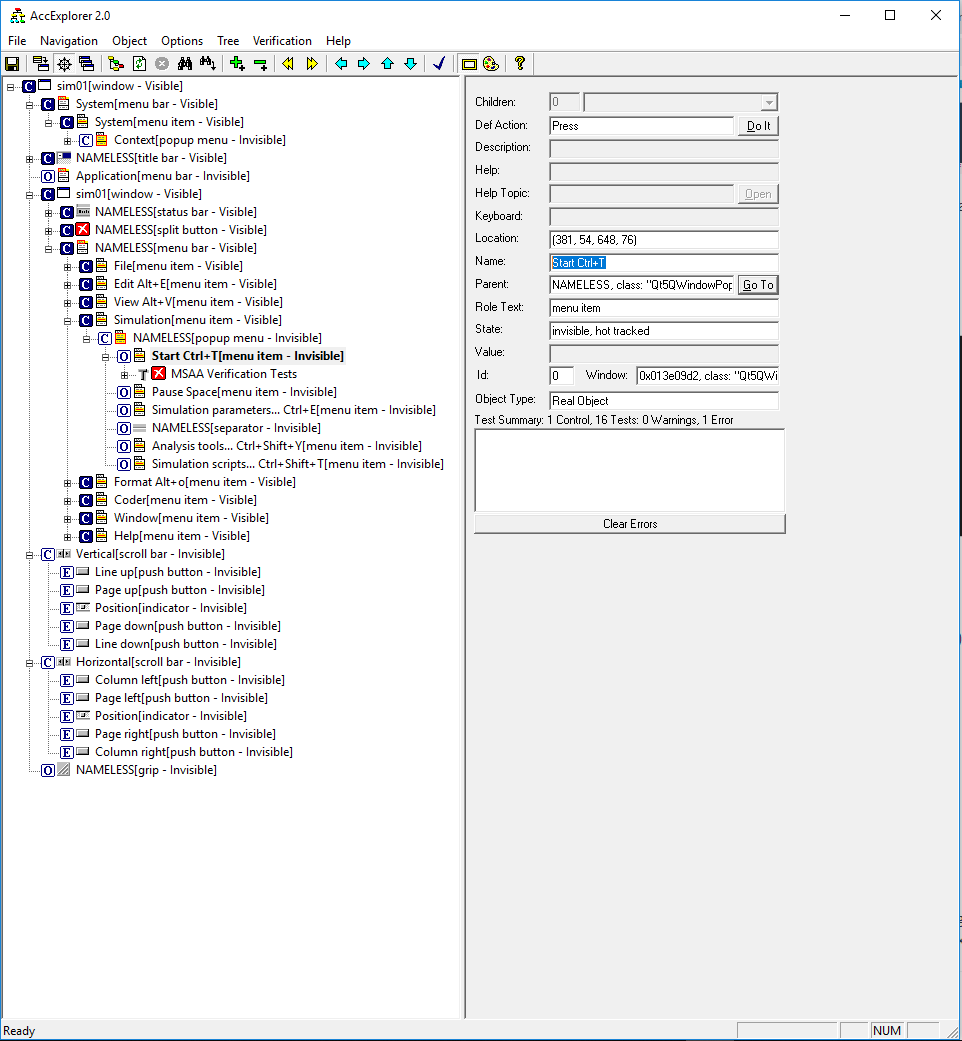 AccExplorer 2.0
File Navigation Object Options Tree Verification Help
sim01[window - Visible]
System[menu bar - Visible]
System[menu item - Visible]
Context[popup menu - Invisible]
NAMELESS[title bar - Visible]
Application[menu bar - Invisible]
sim01[window - Visible]
NAMELESS[status bar - Visible]
NAMELESS[split button - Visible]
NAMELESS[menu bar - Visible]
File[menu item - Visible]
Edit Alt+E[menu item - Visible]
View Alt+V[menu item - Visible]
Simulation[menu item - Visible]
NAMELESS[popup menu - Invisible]
Start Ctrl+T[menu item - Invisible]
MSAA Verification Tests
Pause Space[menu item - Invisible]
Simulation parameters... Ctrl+E[menu item - Invisible]
NAMELESS[separator - Invisible]
Analysis tools... Ctrl+Shift+Y[menu item - Invisible]
Simulation scripts... Ctrl+Shift+T[menu item - Invisible]
Format Alt+o[menu item - Visible]
Coder[menu item - Visible]
Window[menu item - Visible]
Help[menu item - Visible]
Vertical[scroll bar - Invisible]
Line up[push button - Invisible]
Page up[push button - Invisible]
Position[indicator - Invisible]
Page down[push button - Invisible]
Line down[push button - Invisible]
Horizontal[scroll bar - Invisible]
Column left[push button - Invisible]
Page left[push button - Invisible]
Position[indicator - Invisible]
Page right[push button - Invisible]
Column right[push button - Invisible]
NAMELESS[grip - Invisible]
Children: 0
Def Action: Press Do It
Description:
Help:
Help Topic: Open
Keyboard:
Location: (381, 54, 648, 76)
Name: Start Ctrl+T
Parent: NAMELESS, class: "Qt5QWindowPop Go To
Role Text: menu item
State: invisible, hot tracked
Value:
Id: 0 Window: 0x013e09d2, class: "Qt5QWi
Object Type: Real Object
Test Summary: 1 Control, 16 Tests: 0 Warnings, 1 Error
Clear Errors
Ready NUM